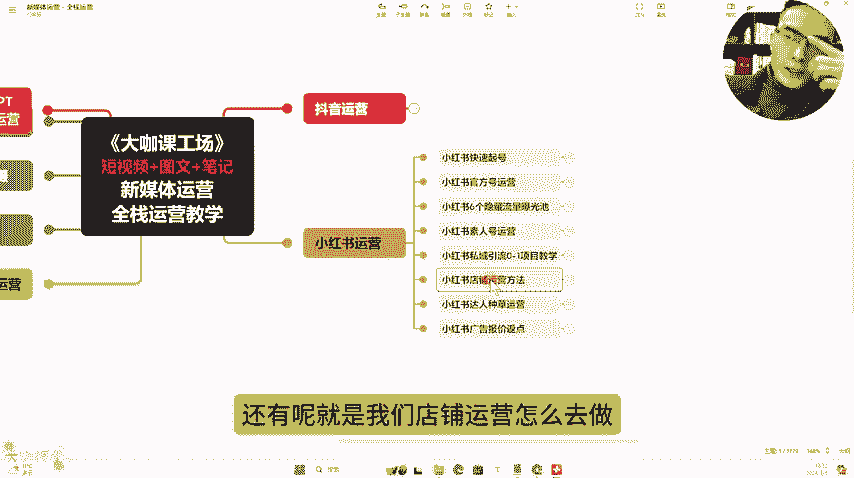 新媒体运营-全栈运营
PT
运营
《大咖课工场》
短视频+图文+笔记
新媒体运营
全栈运营教学
运营
抖音运营
小红书运营
小红书快速起号
小红书官方号运营
小红书6个隐藏流量曝光池
小红书素人号运营
小红书私域引流0-1项目教学
小红书店铺运营方法
小红书达人种草运营
小红书广告报价返点
还有呢就是我们店铺运营怎么去做
搜索